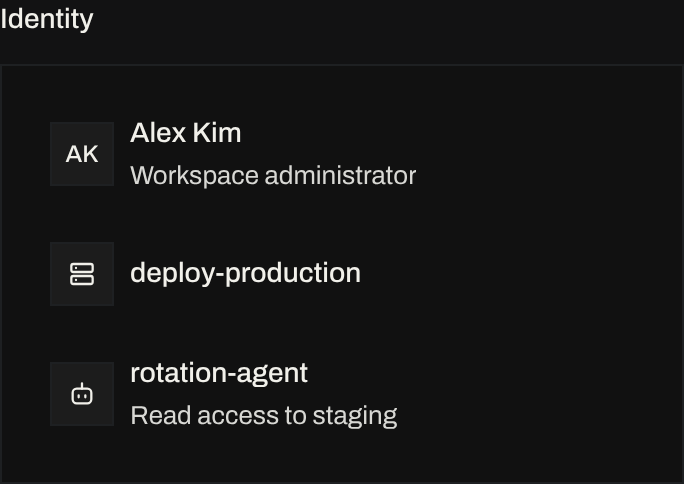 Identity
AK
Alex Kim
Workspace administrator
deploy-production
rotation-agent
Read access to staging